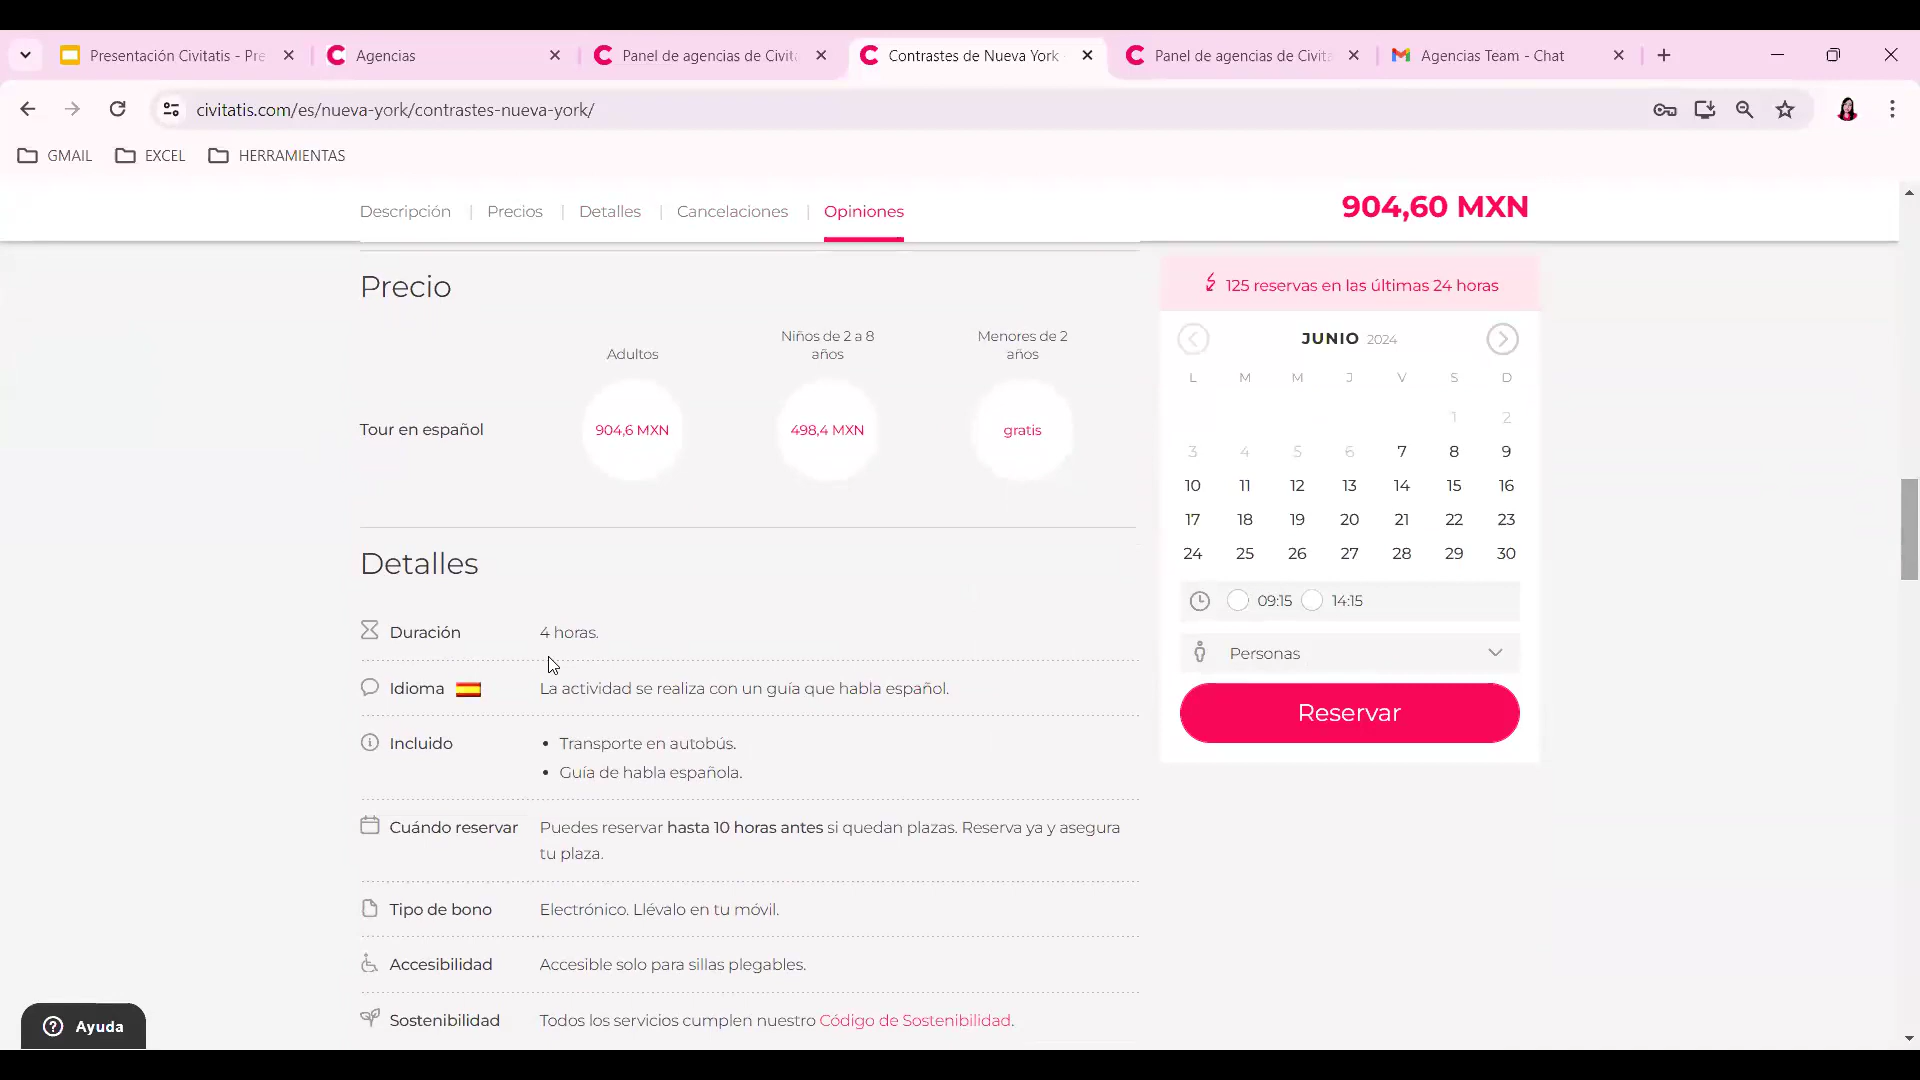 Presentación Civitatis - Pre
Agencias
Panel de agencias de Civit
Contrastes de Nueva York
Panel de agencias de Civit
Agencias Team - Chat
civitatis.com/es/nueva-york/contrastes-nueva-york/
GMAIL
EXCEL
HERRAMIENTAS
Descripción | Precios | Detalles | Cancelaciones | Opiniones
904,60 MXN
Precio
Adultos
Niños de 2 a 8
años
Menores de 2
años
Tour en español
904,6 MXN
498,4 MXN
gratis
125 reservas en las últimas 24 horas
JUNIO 2024
L M M J V S D
1 2
3 4 5 6 7 8 9
10 11 12 13 14 15 16
17 18 19 20 21 22 23
24 25 26 27 28 29 30
09:15 14:15
Personas
Reservar
Detalles
Duración
4 horas.
Idioma
La actividad se realiza con un guía que habla español.
Incluido
• Transporte en autobús.
• Guía de habla española.
Cuándo reservar
Puedes reservar hasta 10 horas antes si quedan plazas. Reserva ya y asegura
tu plaza.
Tipo de bono
Electrónico. Llévalo en tu móvil.
Accesibilidad
Accesible solo para sillas plegables.
Sostenibilidad
Todos los servicios cumplen nuestro Código de Sostenibilidad.
Ayuda